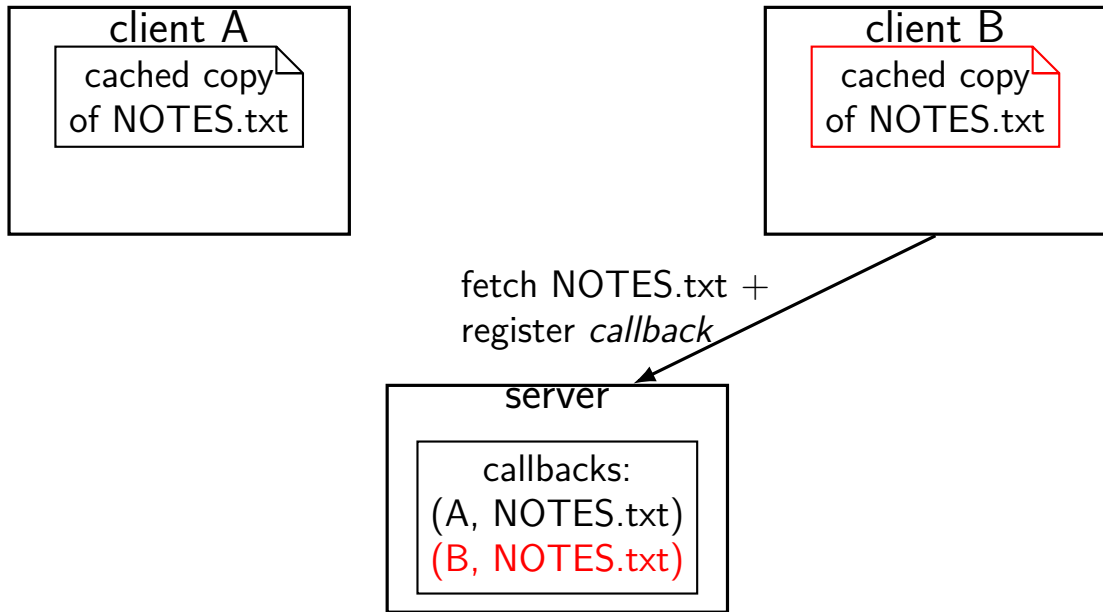 client A
cached copy
of NOTES.txt
client B
cached copy
of NOTES.txt
fetch NOTES.txt +
register callback
server
callbacks:
(A, NOTES.txt)
(B, NOTES.txt)